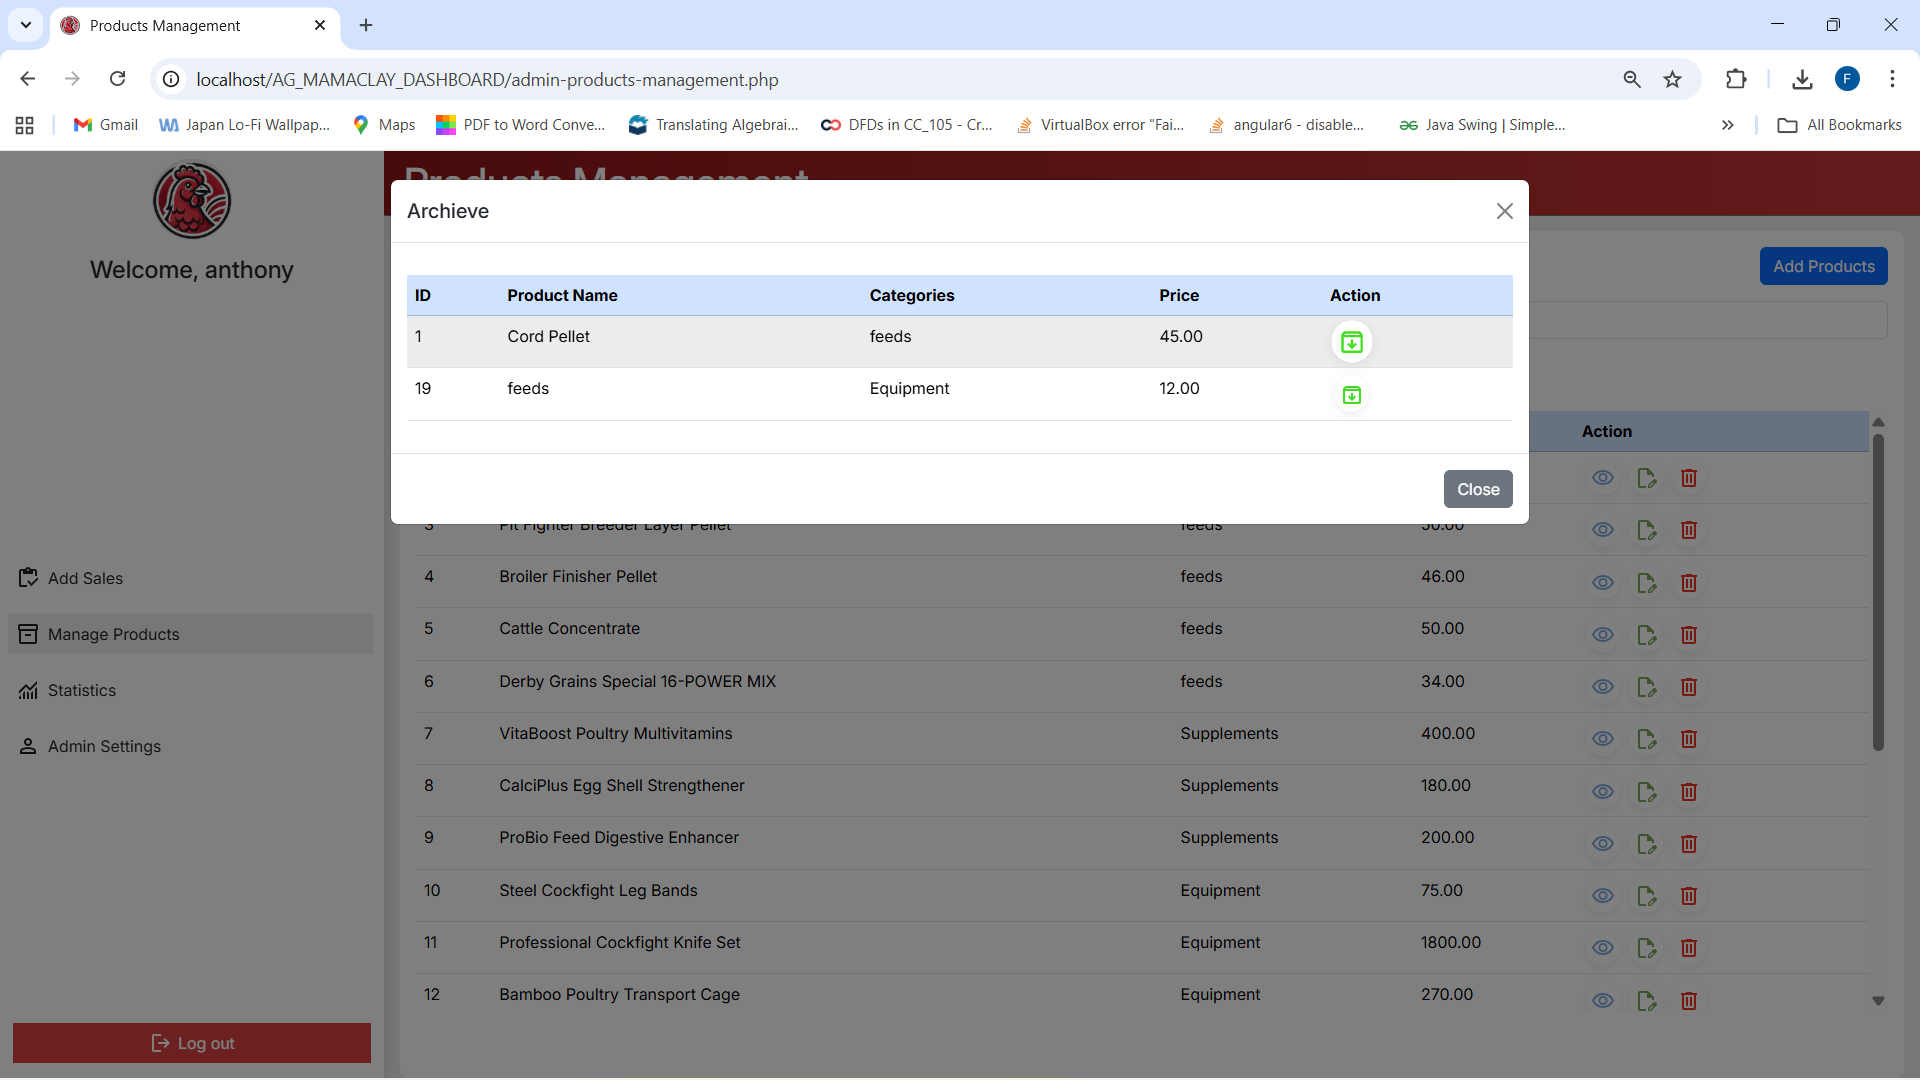 Products Management
localhost/AG_MAMACLAY_DASHBOARD/admin-products-management.php
F
Gmail
Japan Lo-Fi Wallpap...
Maps
PDF to Word Conve...
Translating Algebrai...
DFDs in CC_105 - Cr...
VirtualBox error "Fai...
angular6 - disable...
Java Swing | Simple...
All Bookmarks
Products Management
Welcome, anthony
Add Sales
Manage Products
Statistics
Admin Settings
Log out
Archieve
ID Product Name Categories Price Action
1 Cord Pellet feeds 45.00
19 feeds Equipment 12.00
Close
Add Products
Action
3 Pit Fighter Breeder Layer Pellet feeds 50.00
4 Broiler Finisher Pellet feeds 46.00
5 Cattle Concentrate feeds 50.00
6 Derby Grains Special 16-POWER MIX feeds 34.00
7 VitaBoost Poultry Multivitamins Supplements 400.00
8 CalciPlus Egg Shell Strengthener Supplements 180.00
9 ProBio Feed Digestive Enhancer Supplements 200.00
10 Steel Cockfight Leg Bands Equipment 75.00
11 Professional Cockfight Knife Set Equipment 1800.00
12 Bamboo Poultry Transport Cage Equipment 270.00